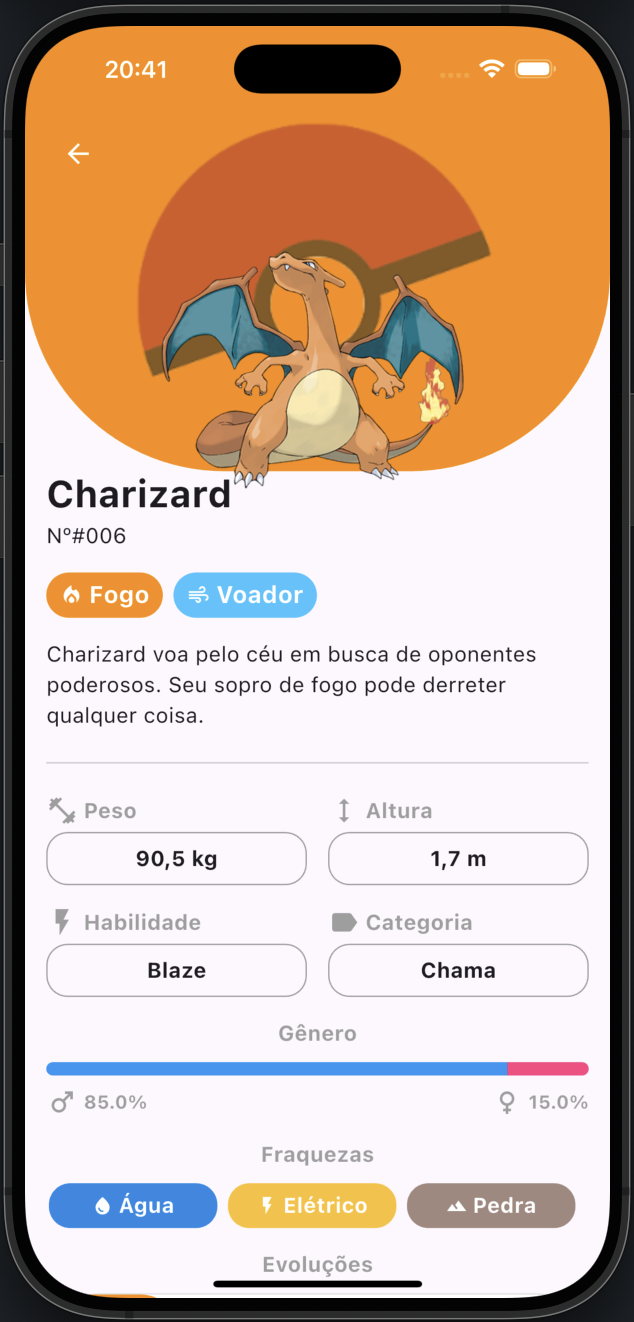 20:41
Charizard
Nº#006
Fogo Voador
Charizard voa pelo céu em busca de oponentes
poderosos. Seu sopro de fogo pode derreter
qualquer coisa.
Peso Altura
90,5 kg 1,7 m
Habilidade Categoria
Blaze Chama
Gênero
85.0% 15.0%
Fraquezas
Água Elétrico Pedra
Evoluções